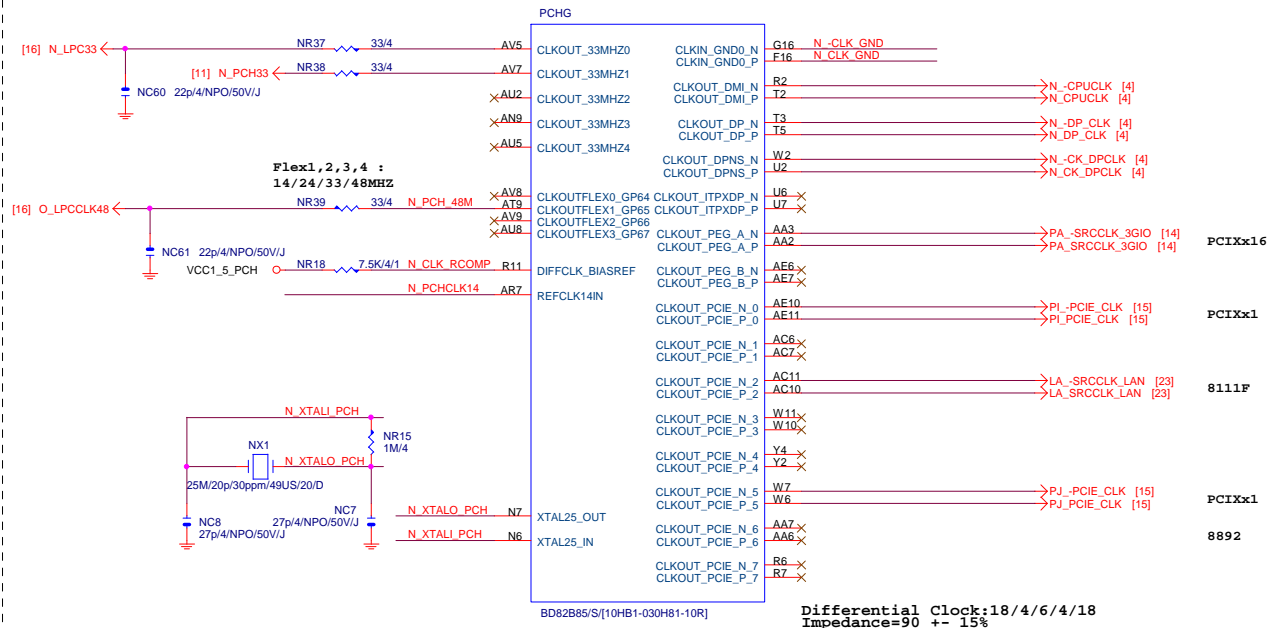 PCHG
[16] N_LPC33 NR37 33/4 AV5 CLKOUT_33MHZ0
[11] N_PCH33 NR38 33/4 AV7 CLKOUT_33MHZ1
NC60 22p/4/NPO/50V/J
AU2 CLKOUT_33MHZ2
AN9 CLKOUT_33MHZ3
AU5 CLKOUT_33MHZ4
Flex1,2,3,4 :
14/24/33/48MHZ
AV8 CLKOUTFLEX0_GP64
[16] O_LPCCLK48 NR39 33/4 N_PCH_48M AT9 CLKOUTFLEX1_GP65
AV9 CLKOUTFLEX2_GP66
AU8 CLKOUTFLEX3_GP67
NC61 22p/4/NPO/50V/J
VCC1_5_PCH NR18 7.5K/4/1 N_CLK_RCOMP R11 DIFFCLK_BIASREF
N_PCHCLK14 AR7 REFCLK14IN
N_XTALI_PCH
NR15
1M/4
NX1
N_XTALO_PCH
25M/20p/30ppm/49US/20/D
NC8
27p/4/NPO/50V/J
NC7
27p/4/NPO/50V/J
N_XTALO_PCH N7 XTAL25_OUT
N_XTALI_PCH N6 XTAL25_IN
CLKIN_GND0_N G16 N_-CLK_GND
CLKIN_GND0_P F16 N_CLK_GND
CLKOUT_DMI_N R2 N_-CPUCLK [4]
CLKOUT_DMI_P T2 N_CPUCLK [4]
CLKOUT_DP_N T3 N_-DP_CLK [4]
CLKOUT_DP_P T5 N_DP_CLK [4]
CLKOUT_DPNS_N W2 N_-CK_DPCLK [4]
CLKOUT_DPNS_P U2 N_CK_DPCLK [4]
CLKOUT_ITPXDP_N U6
CLKOUT_ITPXDP_P U7
CLKOUT_PEG_A_N AA3 PA_-SRCCLK_3GIO [14]
CLKOUT_PEG_A_P AA2 PA_SRCCLK_3GIO [14]
PCIXx16
CLKOUT_PEG_B_N AE6
CLKOUT_PEG_B_P AE7
CLKOUT_PCIE_N_0 AE10 PI_-PCIE_CLK [15]
CLKOUT_PCIE_P_0 AE11 PI_PCIE_CLK [15]
PCIXx1
CLKOUT_PCIE_N_1 AC6
CLKOUT_PCIE_P_1 AC7
CLKOUT_PCIE_N_2 AC11 LA_-SRCCLK_LAN [23]
CLKOUT_PCIE_P_2 AC10 LA_SRCCLK_LAN [23]
8111F
CLKOUT_PCIE_N_3 W11
CLKOUT_PCIE_P_3 W10
CLKOUT_PCIE_N_4 Y4
CLKOUT_PCIE_P_4 Y2
CLKOUT_PCIE_N_5 W7 PJ_-PCIE_CLK [15]
CLKOUT_PCIE_P_5 W6 PJ_PCIE_CLK [15]
PCIXx1
CLKOUT_PCIE_N_6 AA7
CLKOUT_PCIE_P_6 AA6
8892
CLKOUT_PCIE_N_7 R6
CLKOUT_PCIE_P_7 R7
BD82B85/S/[10HB1-030H81-10R]
Differential Clock:18/4/6/4/18
Impedance=90 +- 15%